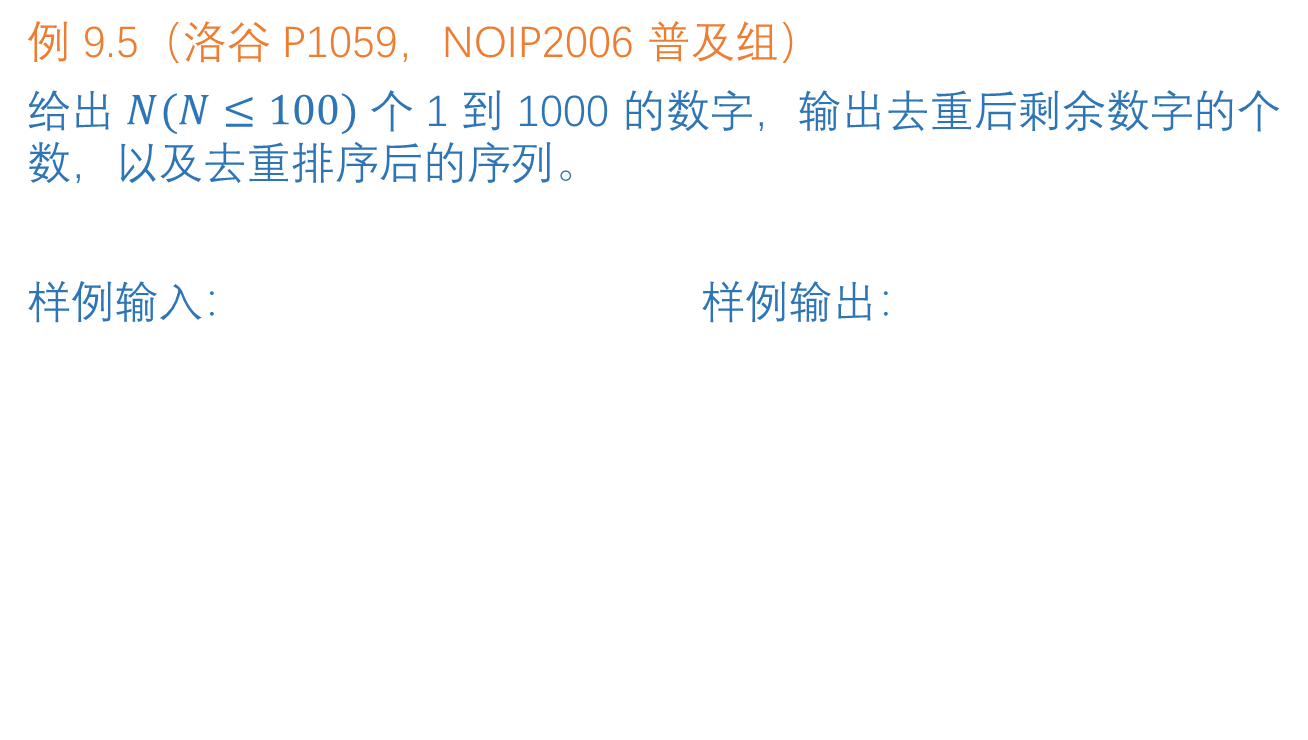 例 9.5（洛谷 P1059，NOIP2006 普及组）
给出 N(N ≤ 100) 个 1 到 1000 的数字，输出去重后剩余数字的个
数，以及去重排序后的序列。
样例输入： 样例输出：